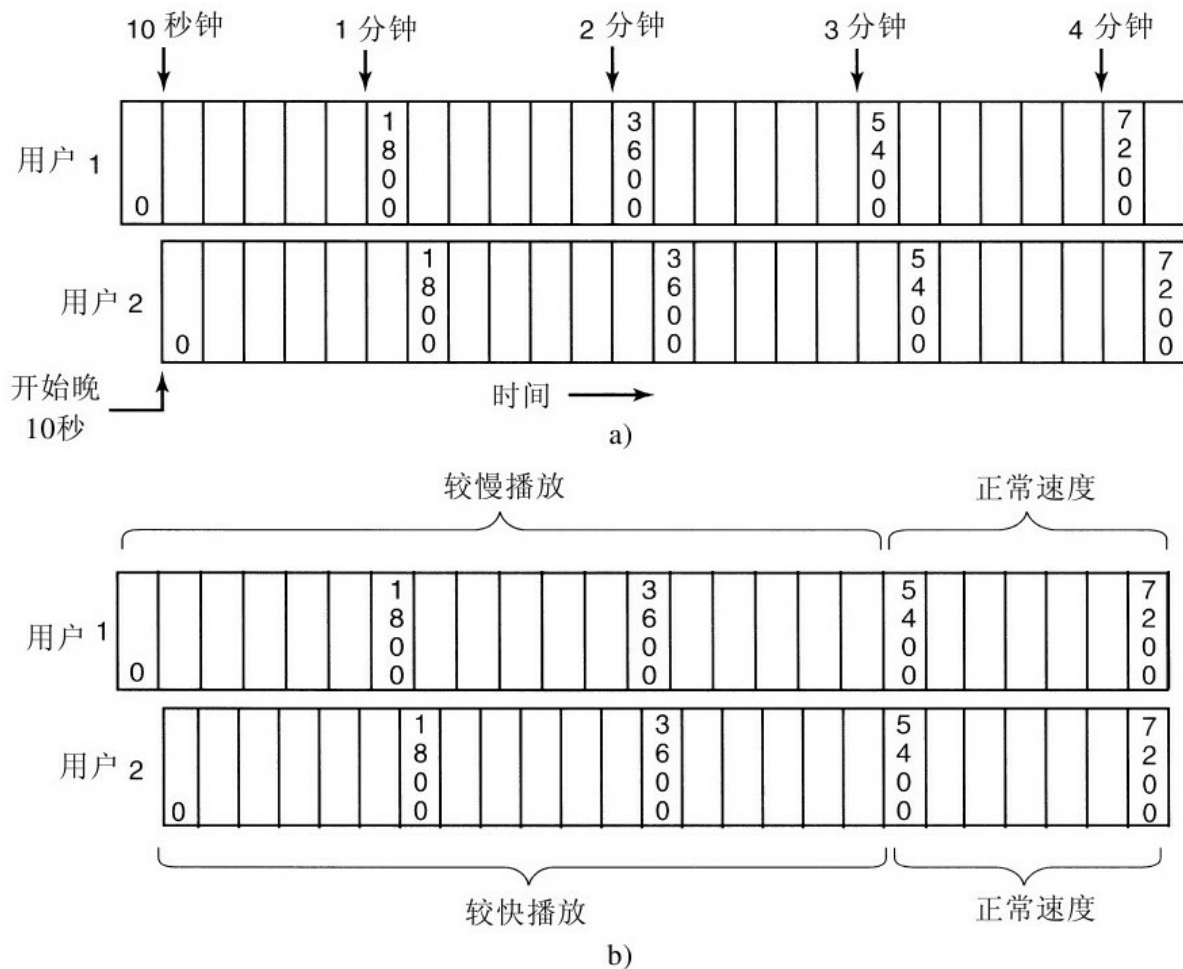 10 秒钟 1 分钟 2 分钟 3 分钟 4 分钟
用户 1 0 1800 3600 5400 7200
用户 2 0 1800 3600 5400 7200
开始晚
10秒
时间
a)
较慢播放 正常速度
用户 1 0 1800 3600 5400 7200
用户 2 0 1800 3600 5400 7200
较快播放 正常速度
b)